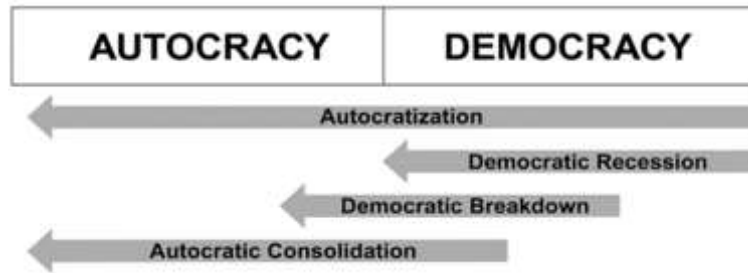 AUTOCRACY DEMOCRACY
Autocratization
Democratic Recession
Democratic Breakdown
Autocratic Consolidation